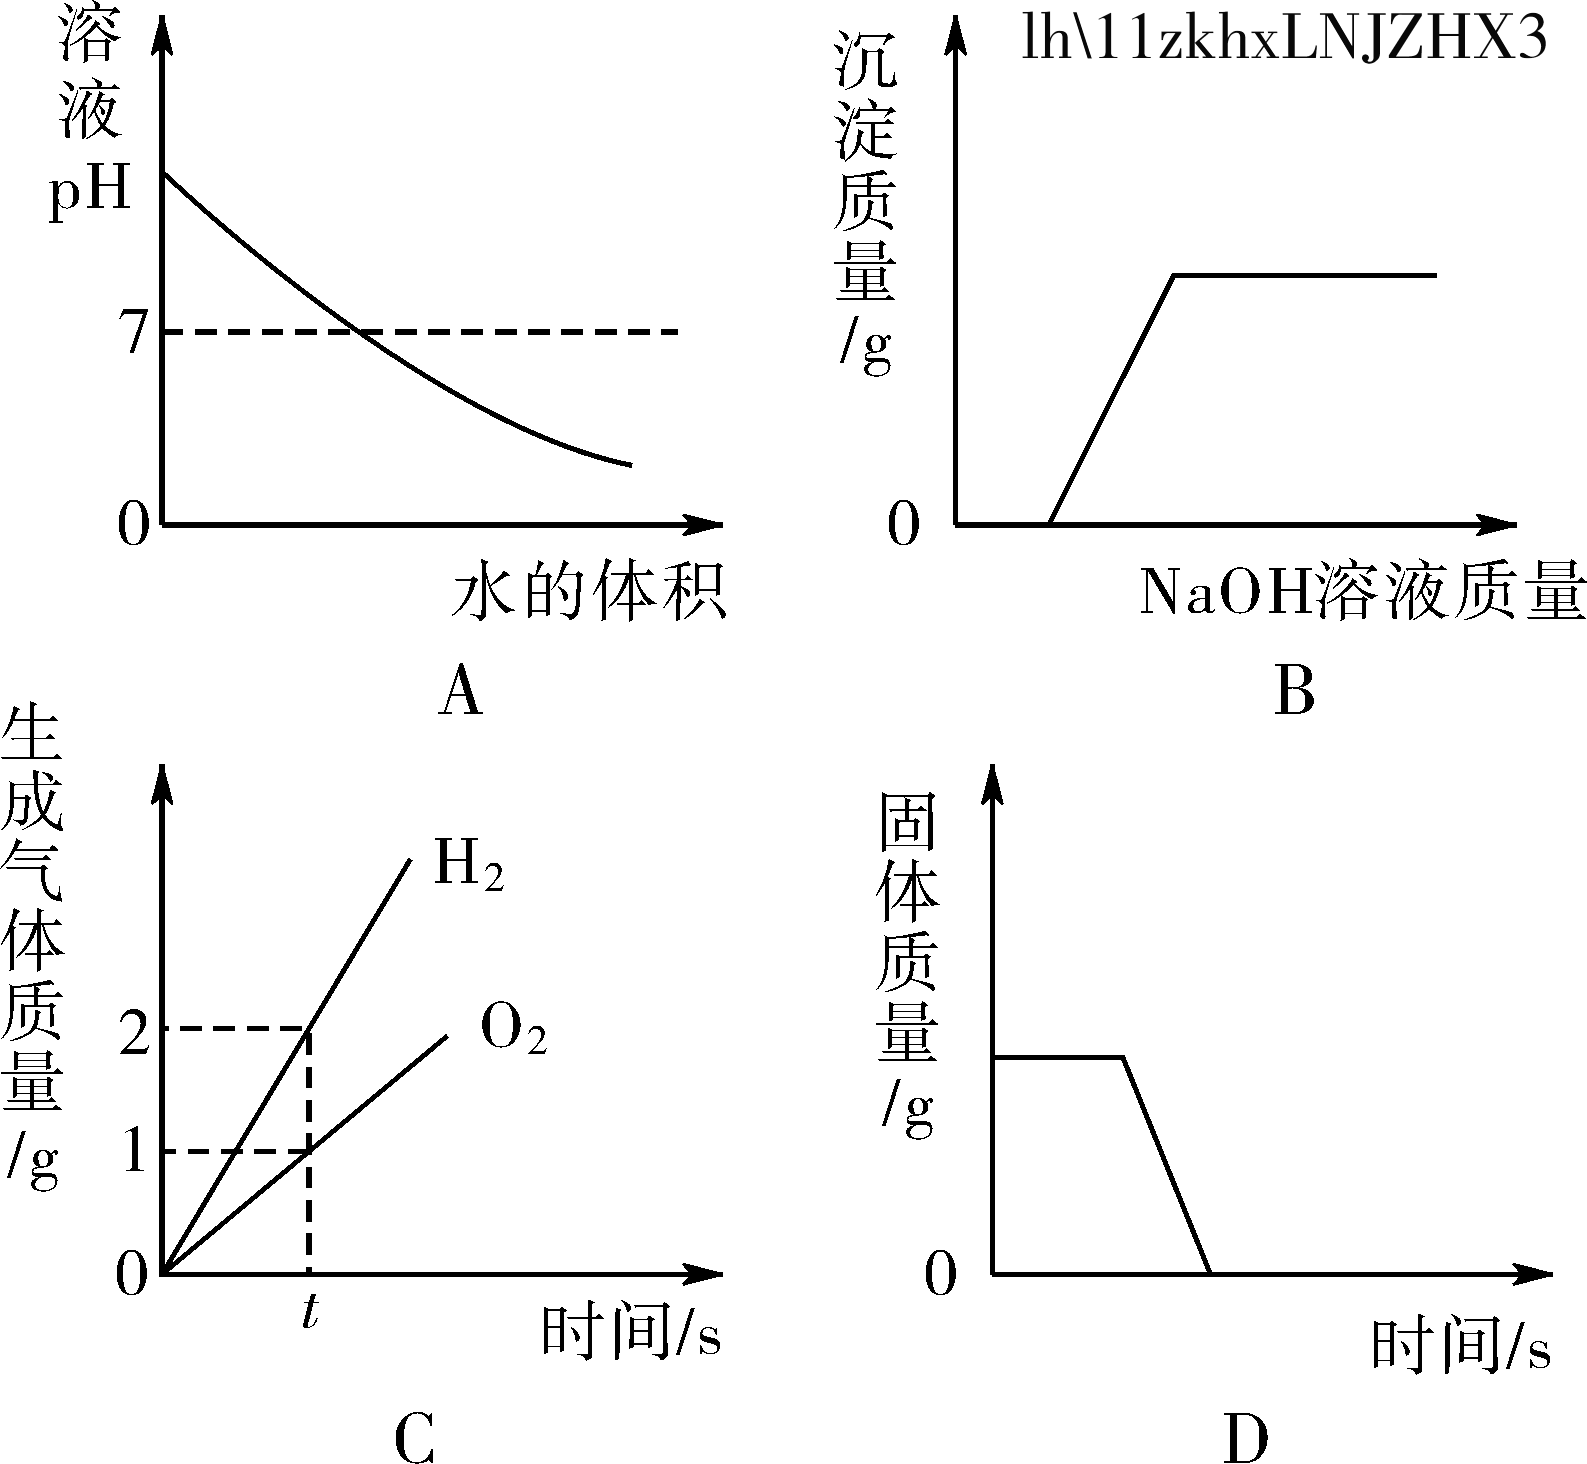 溶液pH
7
0
水的体积
A
lh\11zkhxLNJZHX3
沉淀质量/g
0
NaOH溶液质量
B
生成气体质量/g
H₂
O₂
2
1
0
t
时间/s
C
固体质量/g
0
时间/s
D